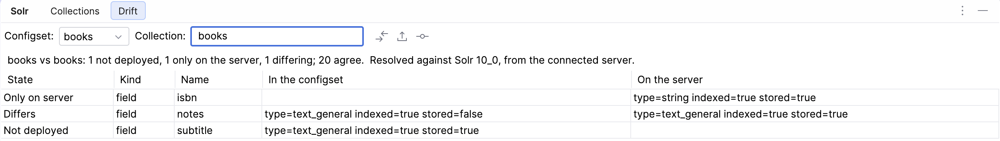 Solr Collections Drift
Configset: books Collection: books
books vs books: 1 not deployed, 1 only on the server, 1 differing; 20 agree.  Resolved against Solr 10_0, from the connected server.
State Kind Name In the configset On the server
Only on server field isbn type=string indexed=true stored=true
Differs field notes type=text_general indexed=true stored=false type=text_general indexed=true stored=true
Not deployed field subtitle type=text_general indexed=true stored=true